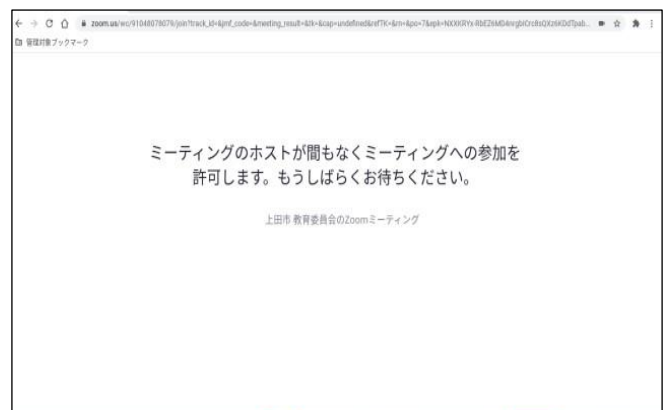 管理対象ブックマーク
ミーティングのホストが間もなくミーティングへの参加を
許可します。もうしばらくお待ちください。
上田市 教育委員会のZoomミーティング